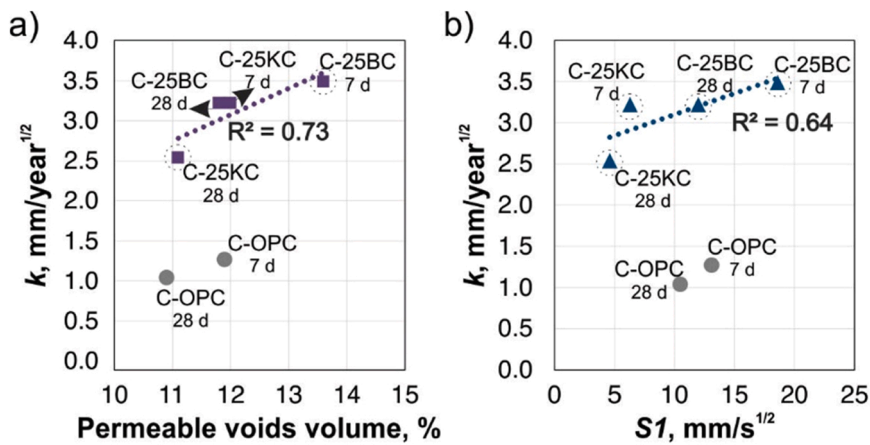 a)
4.0
3.5
3.0
2.5
2.0
1.5
1.0
0.5
0.0
k, mm/year1/2
C-25KC
7 d
C-25BC
28 d
C-25BC
7 d
R² = 0.73
C-25KC
28 d
C-OPC
7 d
C-OPC
28 d
10 11 12 13 14 15
Permeable voids volume, %
b)
4.0
3.5
3.0
2.5
2.0
1.5
1.0
0.5
0.0
k, mm/year1/2
C-25KC
7 d
C-25BC
28 d
C-25BC
7 d
R² = 0.64
C-25KC
28 d
C-OPC
28 d
C-OPC
7 d
0 5 10 15 20 25
S1, mm/s1/2